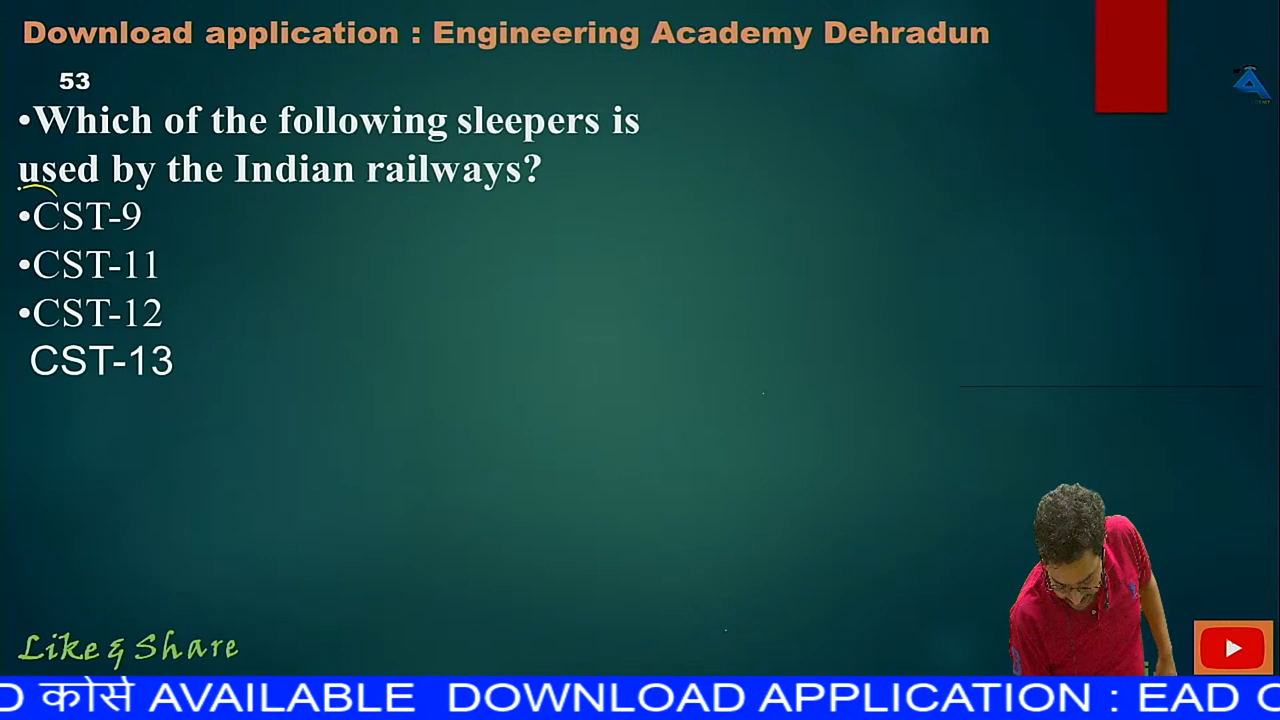 Download application : Engineering Academy Dehradun
53
•Which of the following sleepers is
used by the Indian railways?
•CST-9
•CST-11
•CST-12
CST-13
Like & Share
D कोर्स AVAILABLE DOWNLOAD APPLICATION : EAD